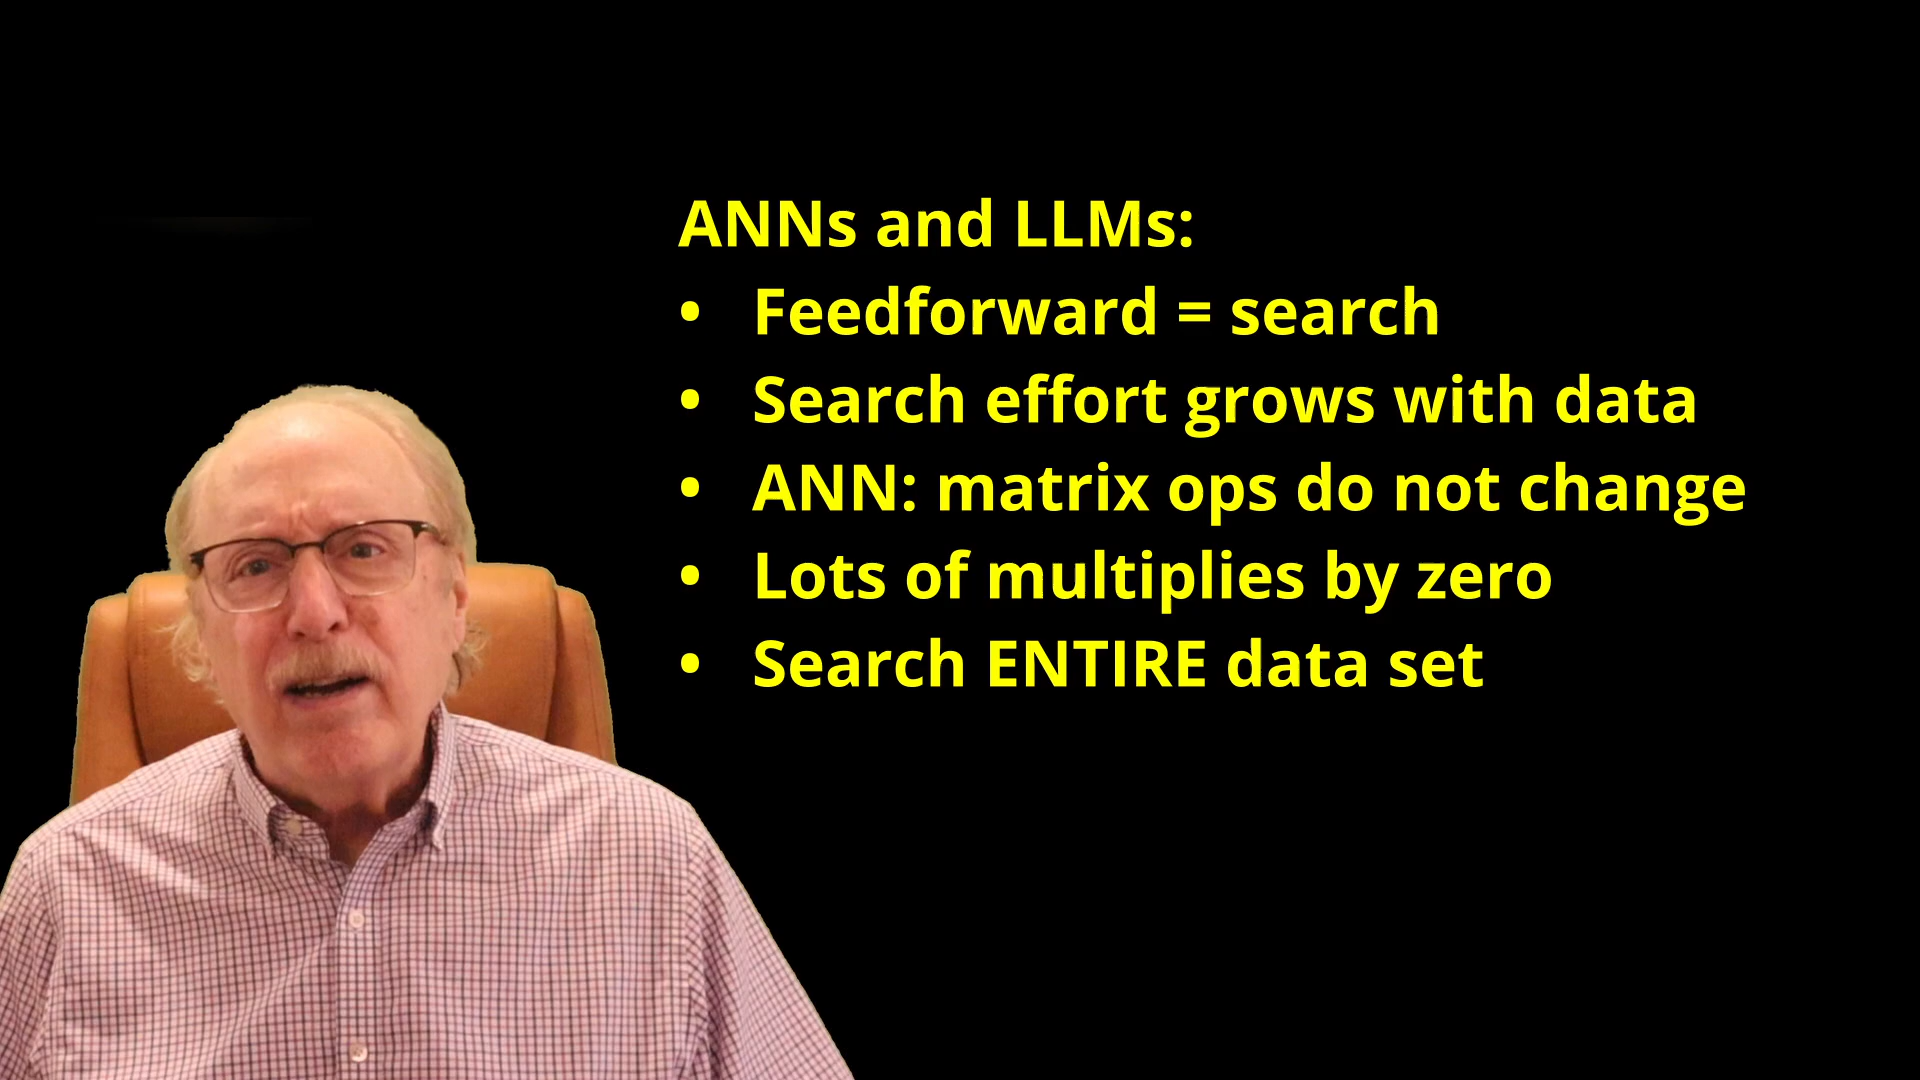 ANNs and LLMs:
• Feedforward = search
• Search effort grows with data
• ANN: matrix ops do not change
• Lots of multiplies by zero
• Search ENTIRE data set